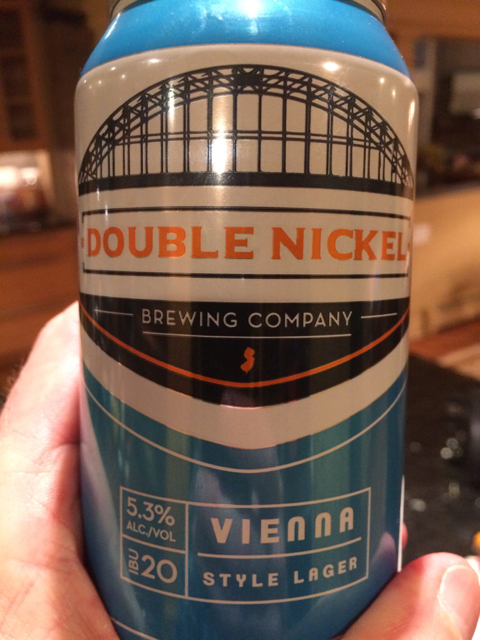 DOUBLE NICKEL
BREWING COMPANY
5.3%
ALC./VOL
IBU 20
VIENNA
STYLE LAGER